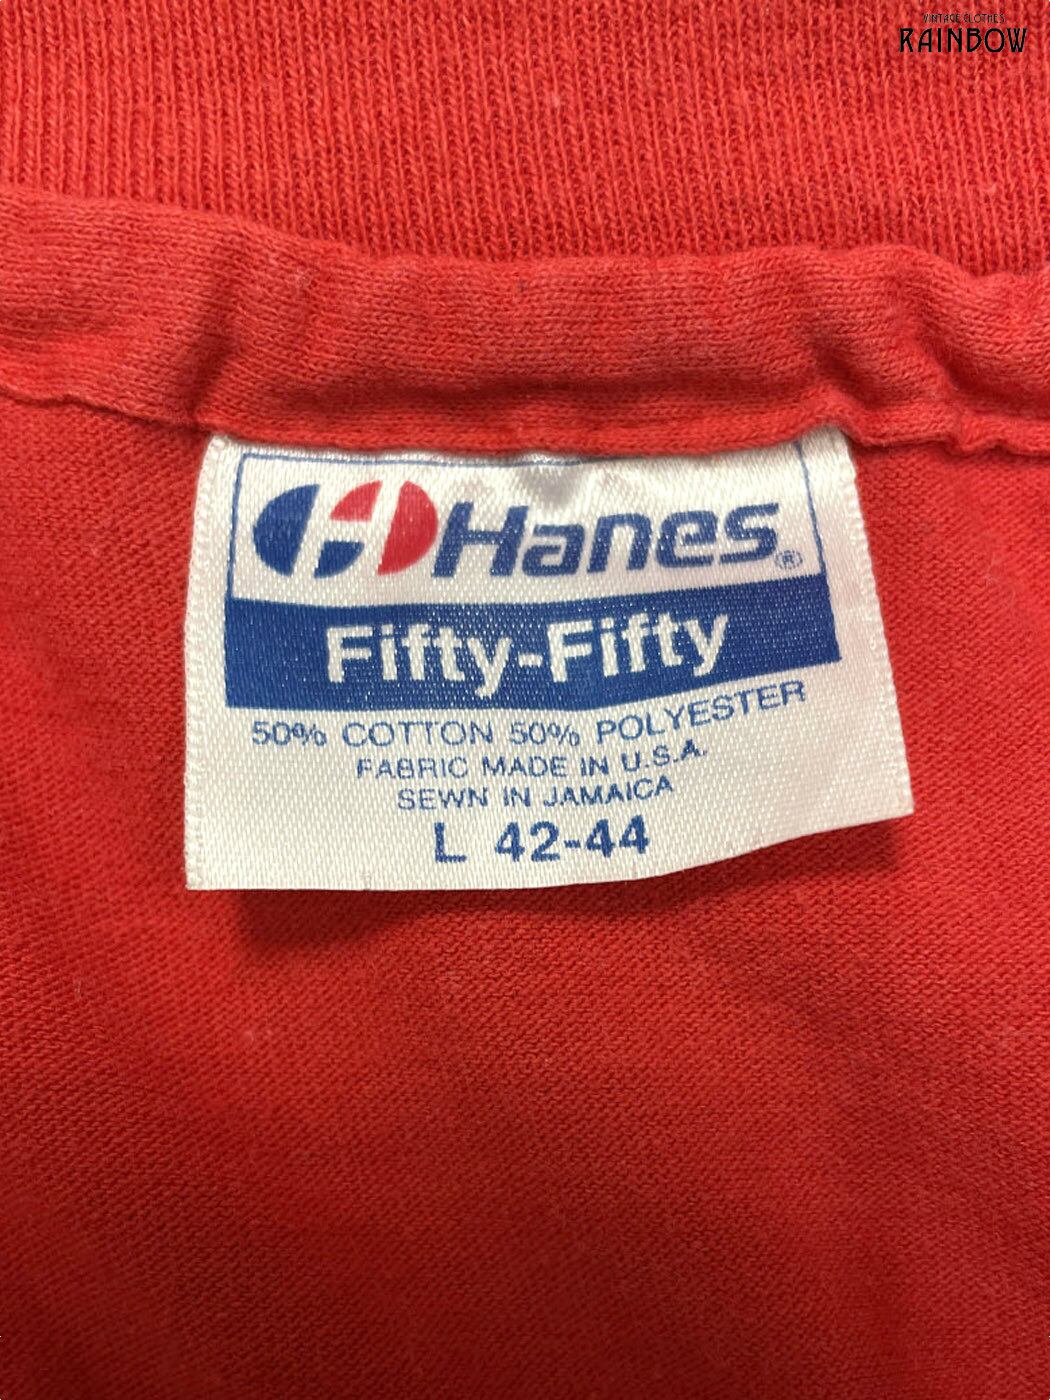 VINTAGE CLOTHES
RAINBOW
Hanes®
Fifty-Fifty
50% COTTON 50% POLYESTER
FABRIC MADE IN U.S.A.
SEWN IN JAMAICA
L 42-44